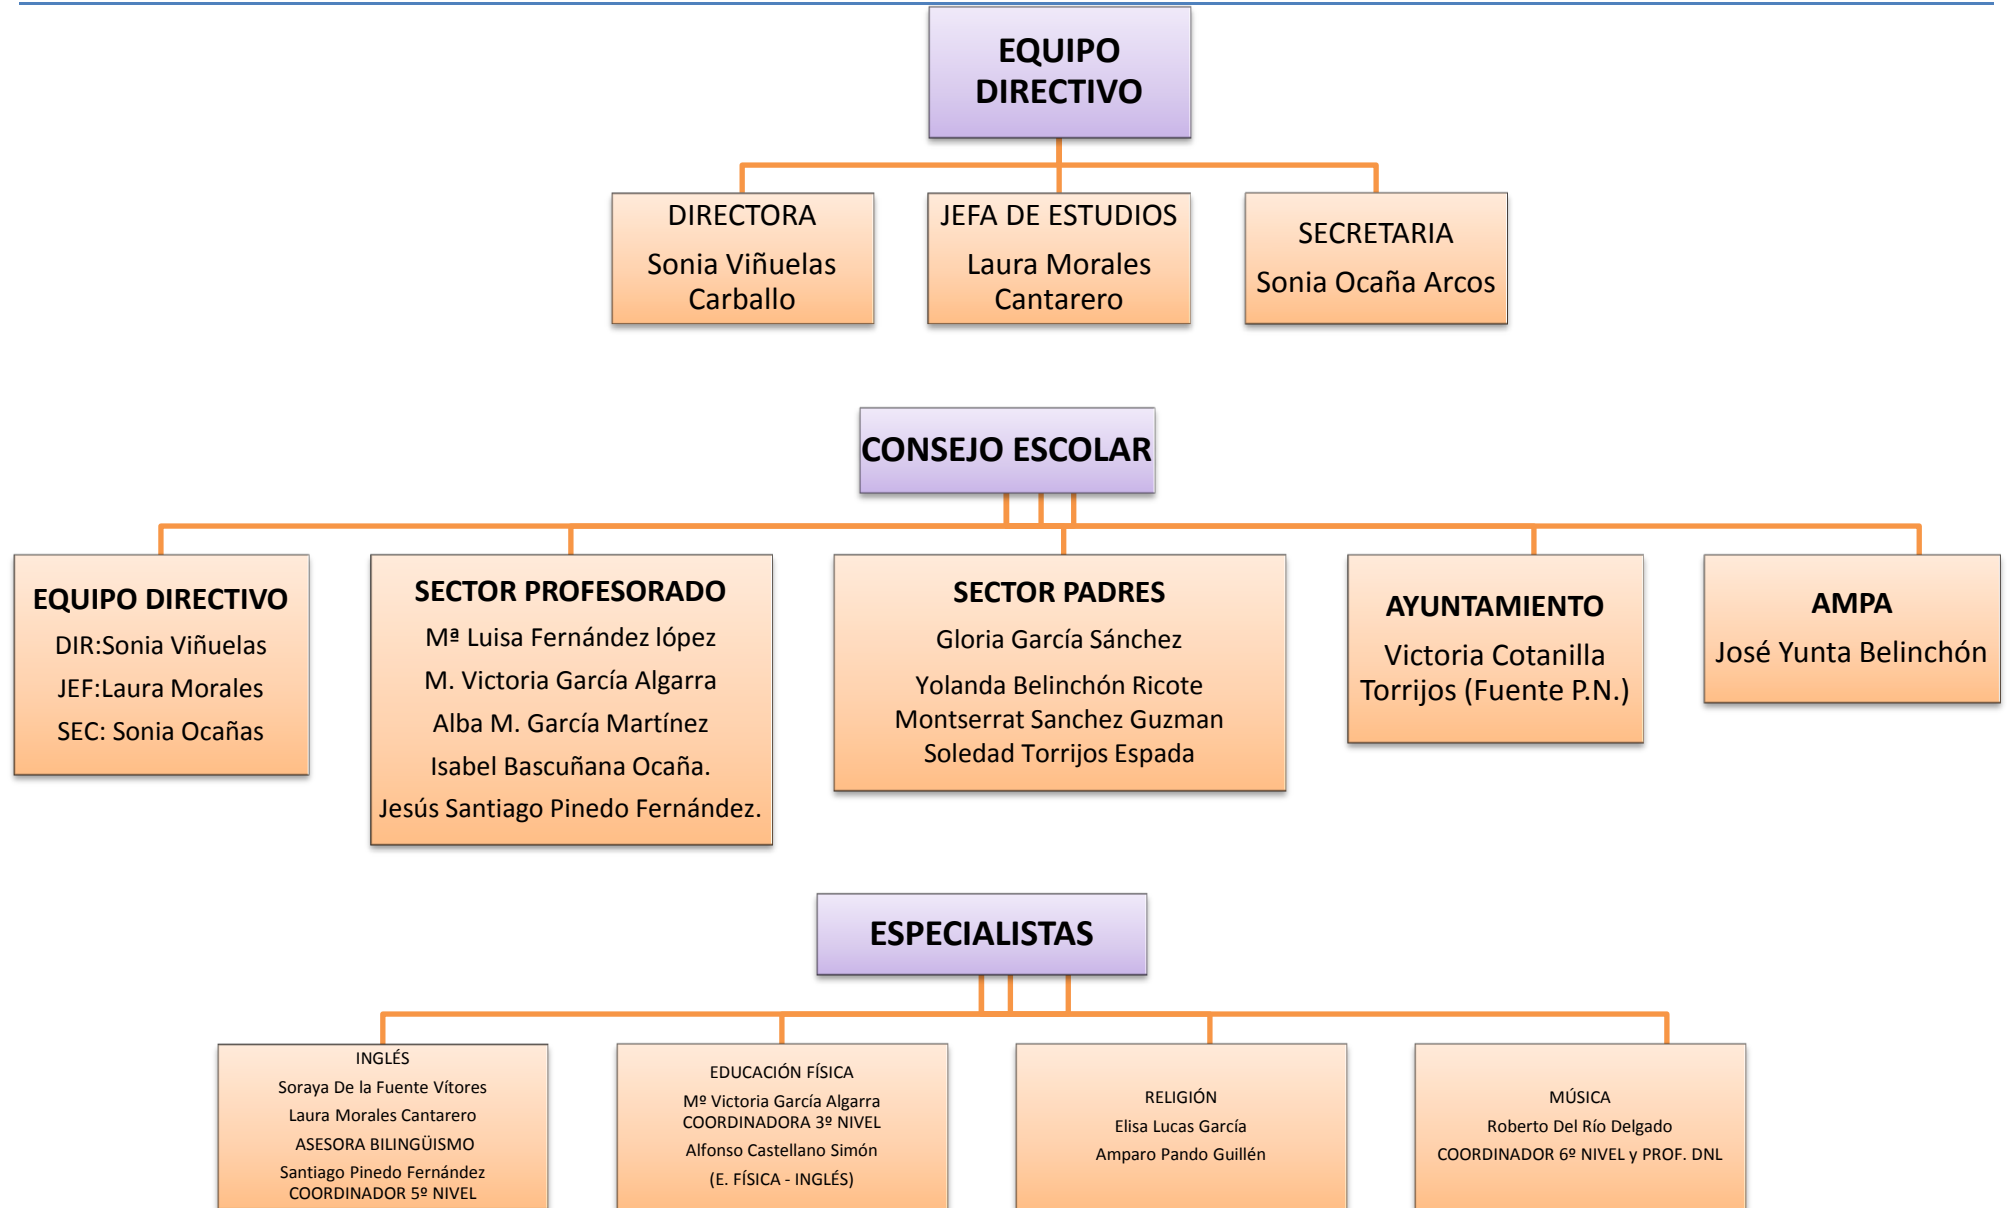 EQUIPO
DIRECTIVO
DIRECTORA
Sonia Viñuelas
Carballo
JEFA DE ESTUDIOS
Laura Morales
Cantarero
SECRETARIA
Sonia Ocaña Arcos
CONSEJO ESCOLAR
EQUIPO DIRECTIVO
DIR:Sonia Viñuelas
JEF:Laura Morales
SEC: Sonia Ocañas
SECTOR PROFESORADO
Mª Luisa Fernández lópez
M. Victoria García Algarra
Alba M. García Martínez
Isabel Bascuñana Ocaña.
Jesús Santiago Pinedo Fernández.
SECTOR PADRES
Gloria García Sánchez
Yolanda Belinchón Ricote
Montserrat Sanchez Guzman
Soledad Torrijos Espada
AYUNTAMIENTO
Victoria Cotanilla
Torrijos (Fuente P.N.)
AMPA
José Yunta Belinchón
ESPECIALISTAS
INGLÉS
Soraya De la Fuente Vítores
Laura Morales Cantarero
ASESORA BILINGÜISMO
Santiago Pinedo Fernández
COORDINADOR 5º NIVEL
EDUCACIÓN FÍSICA
Mº Victoria García Algarra
COORDINADORA 3º NIVEL
Alfonso Castellano Simón
(E. FÍSICA - INGLÉS)
RELIGIÓN
Elisa Lucas García
Amparo Pando Guillén
MÚSICA
Roberto Del Río Delgado
COORDINADOR 6º NIVEL y PROF. DNL